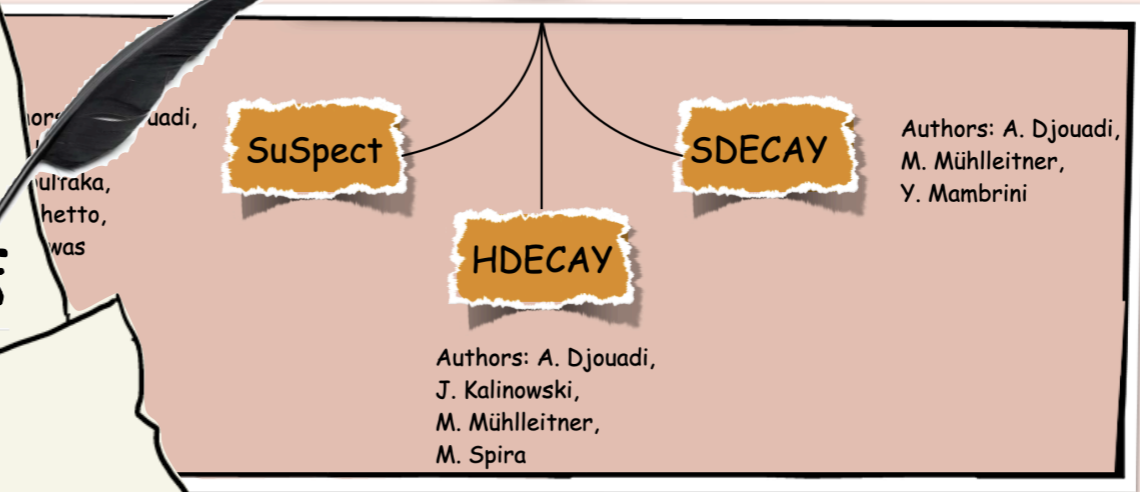 SuSpect
SDECAY
Authors: A. Djouadi,
M. Mühlleitner,
Y. Mambrini
HDECAY
Authors: A. Djouadi,
J. Kalinowski,
M. Mühlleitner,
M. Spira